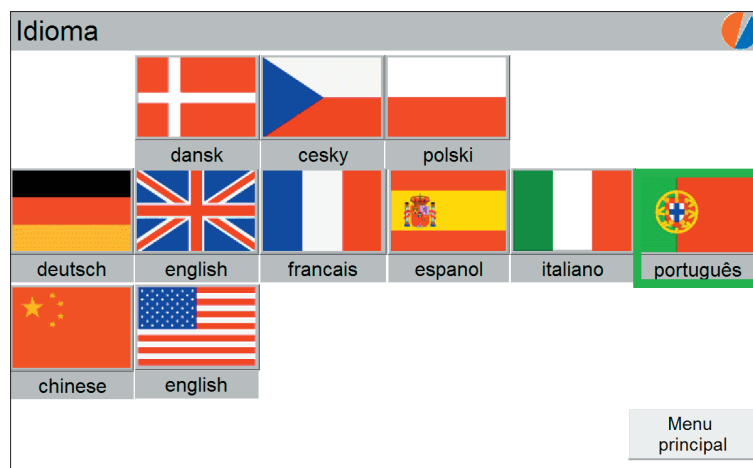 Idioma
dansk cesky polski
deutsch english francais espanol italiano português
chinese english
Menu
principal